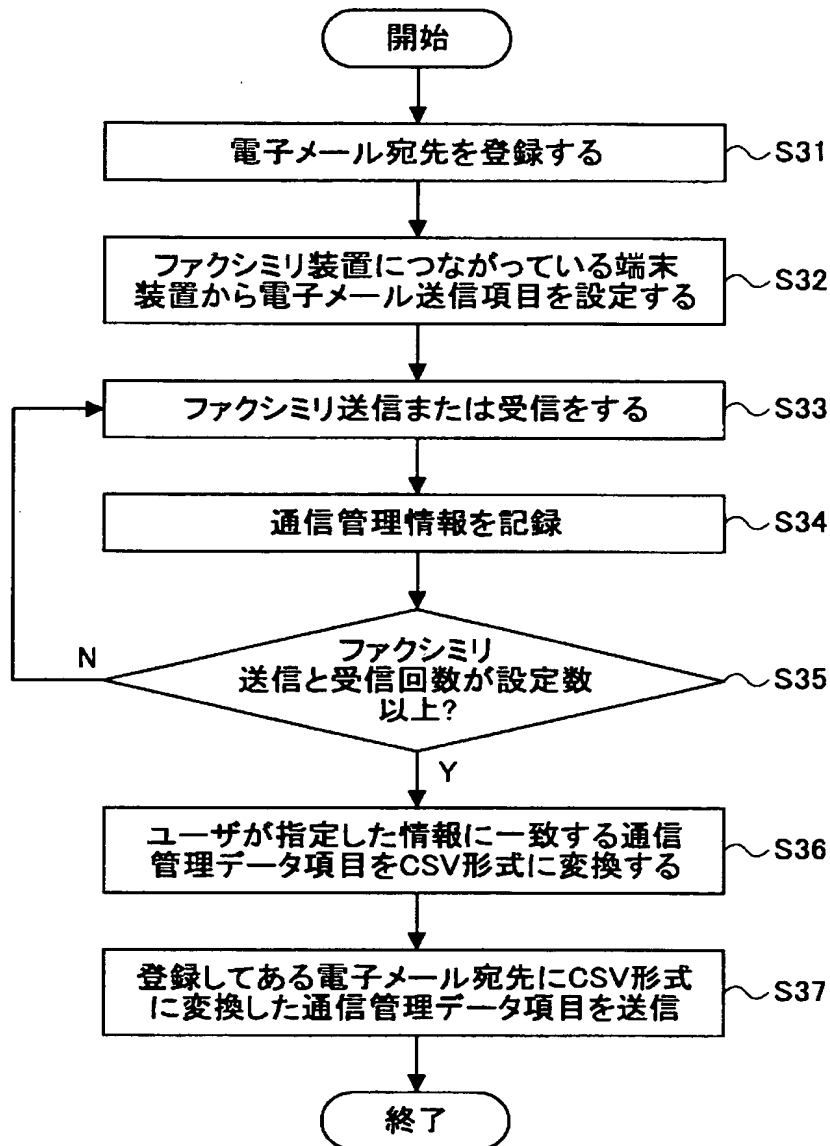 開始
電子メール宛先を登録する
S31
ファクシミリ装置につながっている端末
装置から電子メール送信項目を設定する
S32
ファクシミリ送信または受信をする
S33
通信管理情報を記録
S34
ファクシミリ
送信と受信回数が設定数
以上?
S35
N
Y
ユーザが指定した情報に一致する通信
管理データ項目をCSV形式に変換する
S36
登録してある電子メール宛先にCSV形式
に変換した通信管理データ項目を送信
S37
終了